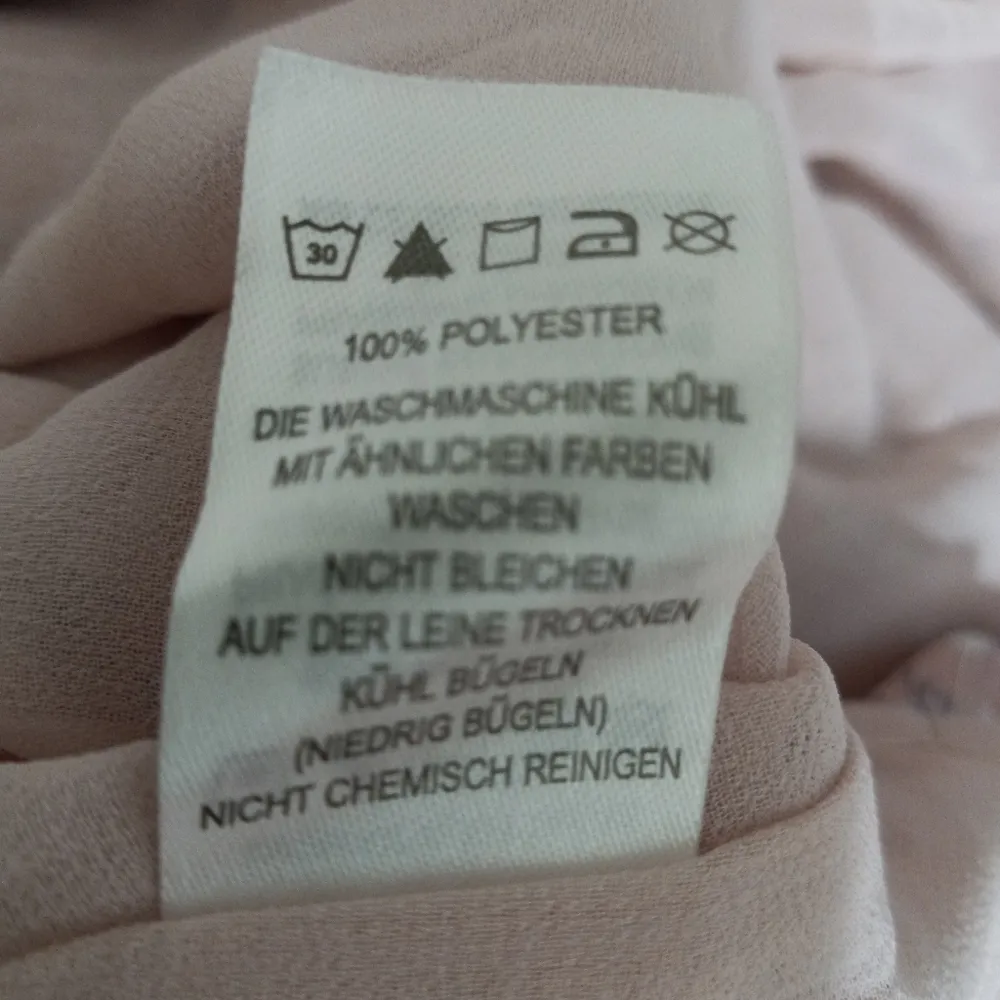 30
100% POLYESTER
DIE WASCHMASCHINE KÜHL
MIT ÄHNLICHEN FARBEN
WASCHEN
NICHT BLEICHEN
AUF DER LEINE TROCKNEN
KÜHL BÜGELN
(NIEDRIG BÜGELN)
NICHT CHEMISCH REINIGEN